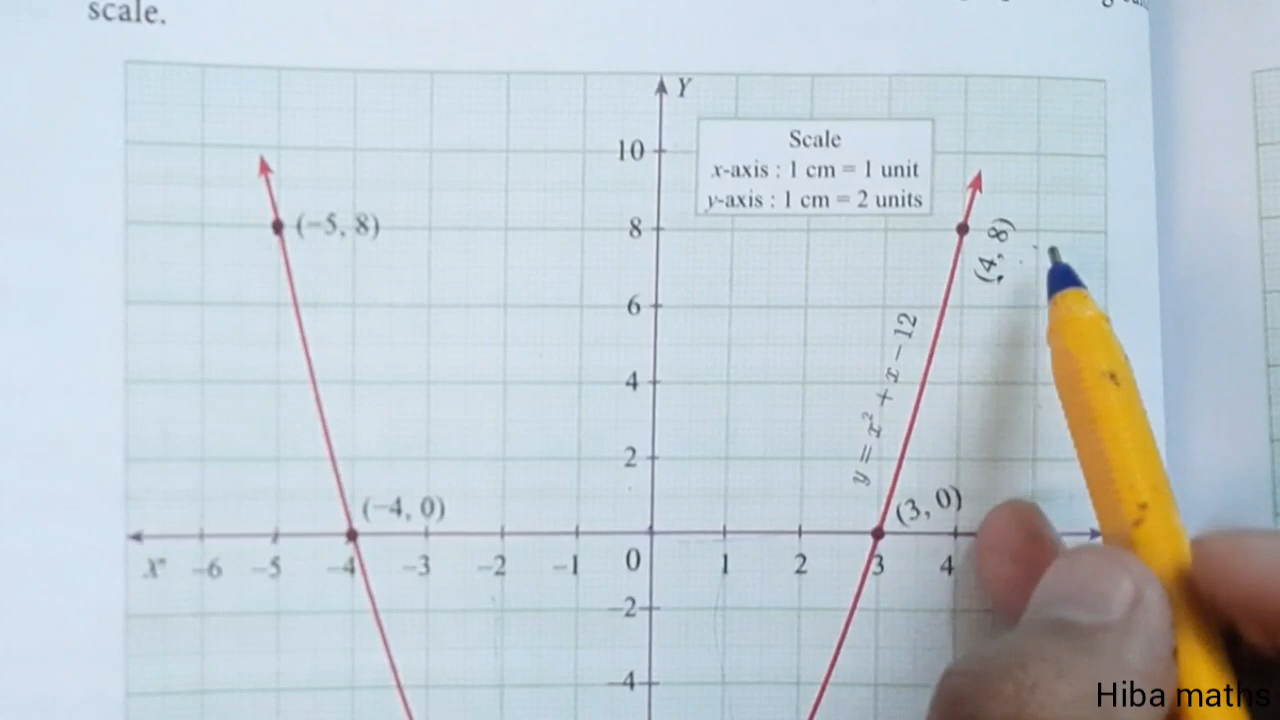 scale.
Y
Scale
x-axis : 1 cm = 1 unit
y-axis : 1 cm = 2 units
10
(−5, 8)
8
(4, 8)
6
y = x² + x − 12
4
2
(−4, 0)
(3, 0)
X' −6 −5 −4 −3 −2 −1 0 1 2 3 4
−2
−4
Hiba maths